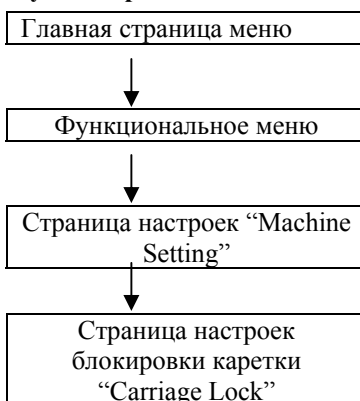 Главная страница меню
Функциональное меню
Страница настроек “Machine
Setting”
Страница настроек
блокировки каретки
“Carriage Lock”